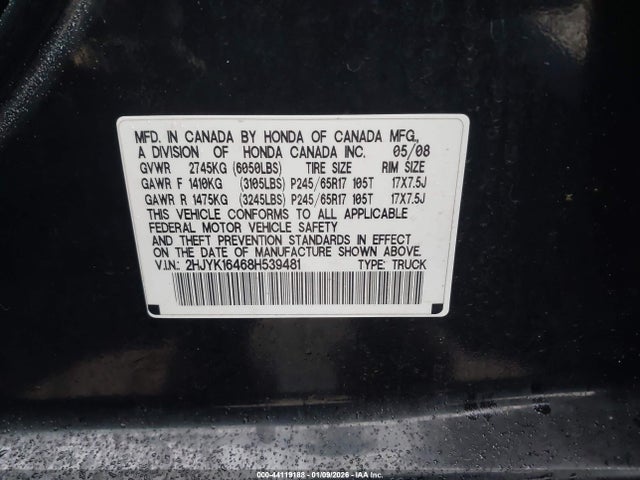 MFD. IN CANADA BY HONDA OF CANADA MFG.,
A DIVISION OF HONDA CANADA INC. 05/08
GVWR 2745KG (6050LBS) TIRE SIZE RIM SIZE
GAWR F 1410KG (3105LBS) P245/65R17 105T 17X7.5J
GAWR R 1475KG (3245LBS) P245/65R17 105T 17X7.5J
THIS VEHICLE CONFORMS TO ALL APPLICABLE
FEDERAL MOTOR VEHICLE SAFETY
AND THEFT PREVENTION STANDARDS IN EFFECT
ON THE DATE OF MANUFACTURE SHOWN ABOVE.
V.I.N.: 2HJYK16468H539481 TYPE: TRUCK
000-44119188 - 01/09/2026 - IAA Inc.